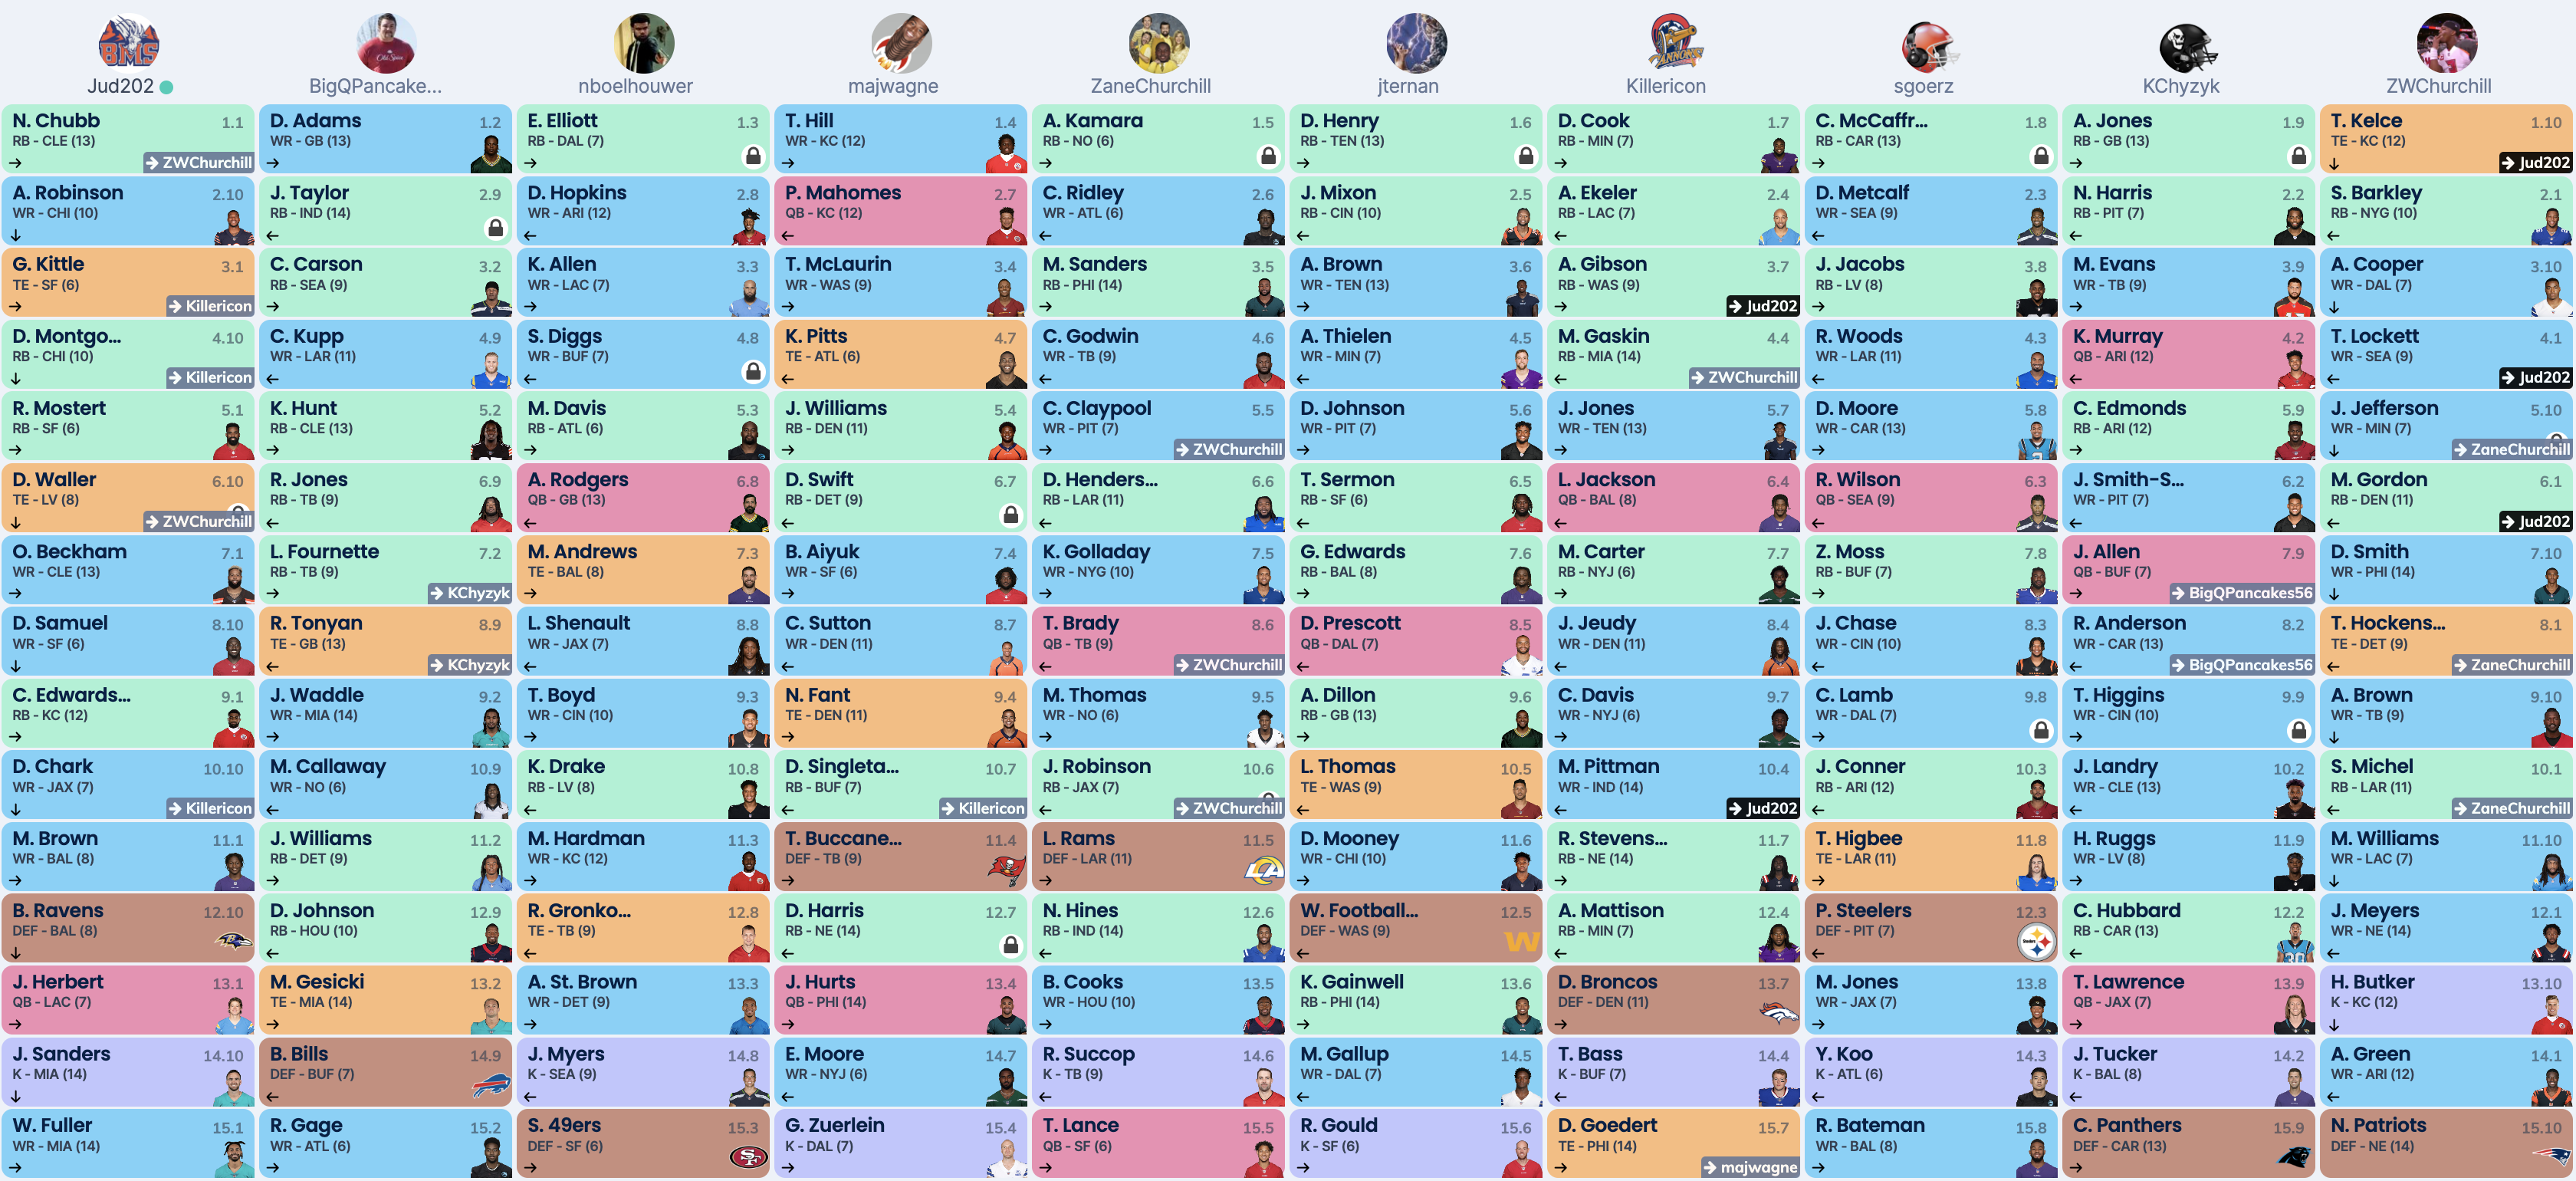 Jud202
BigQPancake...
nboelhouwer
majwagne
ZaneChurchill
jternan
Killericon
sgoerz
KChyzyk
ZWChurchill
N. Chubb 1.1
RB - CLE (13)
→ ZWChurchill
D. Adams 1.2
WR - GB (13)
E. Elliott 1.3
RB - DAL (7)
T. Hill 1.4
WR - KC (12)
A. Kamara 1.5
RB - NO (6)
D. Henry 1.6
RB - TEN (13)
D. Cook 1.7
RB - MIN (7)
C. McCaffr... 1.8
RB - CAR (13)
A. Jones 1.9
RB - GB (13)
T. Kelce 1.10
TE - KC (12)
→ Jud202
A. Robinson 2.10
WR - CHI (10)
J. Taylor 2.9
RB - IND (14)
D. Hopkins 2.8
WR - ARI (12)
P. Mahomes 2.7
QB - KC (12)
C. Ridley 2.6
WR - ATL (6)
J. Mixon 2.5
RB - CIN (10)
A. Ekeler 2.4
RB - LAC (7)
D. Metcalf 2.3
WR - SEA (9)
N. Harris 2.2
RB - PIT (7)
S. Barkley 2.1
RB - NYG (10)
G. Kittle 3.1
TE - SF (6)
→ Killericon
C. Carson 3.2
RB - SEA (9)
K. Allen 3.3
WR - LAC (7)
T. McLaurin 3.4
WR - WAS (9)
M. Sanders 3.5
RB - PHI (14)
A. Brown 3.6
WR - TEN (13)
A. Gibson 3.7
RB - WAS (9)
→ Jud202
J. Jacobs 3.8
RB - LV (8)
M. Evans 3.9
WR - TB (9)
A. Cooper 3.10
WR - DAL (7)
D. Montgo... 4.10
RB - CHI (10)
→ Killericon
C. Kupp 4.9
WR - LAR (11)
S. Diggs 4.8
WR - BUF (7)
K. Pitts 4.7
TE - ATL (6)
C. Godwin 4.6
WR - TB (9)
A. Thielen 4.5
WR - MIN (7)
M. Gaskin 4.4
RB - MIA (14)
→ ZWChurchill
R. Woods 4.3
WR - LAR (11)
K. Murray 4.2
QB - ARI (12)
T. Lockett 4.1
WR - SEA (9)
→ Jud202
R. Mostert 5.1
RB - SF (6)
K. Hunt 5.2
RB - CLE (13)
M. Davis 5.3
RB - ATL (6)
J. Williams 5.4
RB - DEN (11)
C. Claypool 5.5
WR - PIT (7)
→ ZWChurchill
D. Johnson 5.6
WR - PIT (7)
J. Jones 5.7
WR - TEN (13)
D. Moore 5.8
WR - CAR (13)
C. Edmonds 5.9
RB - ARI (12)
J. Jefferson 5.10
WR - MIN (7)
→ ZaneChurchill
D. Waller 6.10
TE - LV (8)
→ ZWChurchill
R. Jones 6.9
RB - TB (9)
A. Rodgers 6.8
QB - GB (13)
D. Swift 6.7
RB - DET (9)
D. Henders... 6.6
RB - LAR (11)
T. Sermon 6.5
RB - SF (6)
L. Jackson 6.4
QB - BAL (8)
R. Wilson 6.3
QB - SEA (9)
J. Smith-S... 6.2
WR - PIT (7)
M. Gordon 6.1
RB - DEN (11)
→ Jud202
O. Beckham 7.1
WR - CLE (13)
L. Fournette 7.2
RB - TB (9)
→ KChyzyk
M. Andrews 7.3
TE - BAL (8)
B. Aiyuk 7.4
WR - SF (6)
K. Golladay 7.5
WR - NYG (10)
G. Edwards 7.6
RB - BAL (8)
M. Carter 7.7
RB - NYJ (6)
Z. Moss 7.8
RB - BUF (7)
J. Allen 7.9
QB - BUF (7)
→ BigQPancakes56
D. Smith 7.10
WR - PHI (14)
D. Samuel 8.10
WR - SF (6)
R. Tonyan 8.9
TE - GB (13)
→ KChyzyk
L. Shenault 8.8
WR - JAX (7)
C. Sutton 8.7
WR - DEN (11)
T. Brady 8.6
QB - TB (9)
→ ZWChurchill
D. Prescott 8.5
QB - DAL (7)
J. Jeudy 8.4
WR - DEN (11)
J. Chase 8.3
WR - CIN (10)
R. Anderson 8.2
WR - CAR (13)
→ BigQPancakes56
T. Hockens... 8.1
TE - DET (9)
→ ZaneChurchill
C. Edwards... 9.1
RB - KC (12)
J. Waddle 9.2
WR - MIA (14)
T. Boyd 9.3
WR - CIN (10)
N. Fant 9.4
TE - DEN (11)
M. Thomas 9.5
WR - NO (6)
A. Dillon 9.6
RB - GB (13)
C. Davis 9.7
WR - NYJ (6)
C. Lamb 9.8
WR - DAL (7)
T. Higgins 9.9
WR - CIN (10)
A. Brown 9.10
WR - TB (9)
D. Chark 10.10
WR - JAX (7)
→ Killericon
M. Callaway 10.9
WR - NO (6)
K. Drake 10.8
RB - LV (8)
D. Singleta... 10.7
RB - BUF (7)
→ Killericon
J. Robinson 10.6
RB - JAX (7)
→ ZWChurchill
L. Thomas 10.5
TE - WAS (9)
M. Pittman 10.4
WR - IND (14)
→ Jud202
J. Conner 10.3
RB - ARI (12)
J. Landry 10.2
WR - CLE (13)
S. Michel 10.1
RB - LAR (11)
→ ZaneChurchill
M. Brown 11.1
WR - BAL (8)
J. Williams 11.2
RB - DET (9)
M. Hardman 11.3
WR - KC (12)
T. Buccane... 11.4
DEF - TB (9)
L. Rams 11.5
DEF - LAR (11)
D. Mooney 11.6
WR - CHI (10)
R. Stevens... 11.7
RB - NE (14)
T. Higbee 11.8
TE - LAR (11)
H. Ruggs 11.9
WR - LV (8)
M. Williams 11.10
WR - LAC (7)
B. Ravens 12.10
DEF - BAL (8)
D. Johnson 12.9
RB - HOU (10)
R. Gronko... 12.8
TE - TB (9)
D. Harris 12.7
RB - NE (14)
N. Hines 12.6
RB - IND (14)
W. Football... 12.5
DEF - WAS (9)
A. Mattison 12.4
RB - MIN (7)
P. Steelers 12.3
DEF - PIT (7)
C. Hubbard 12.2
RB - CAR (13)
J. Meyers 12.1
WR - NE (14)
J. Herbert 13.1
QB - LAC (7)
M. Gesicki 13.2
TE - MIA (14)
A. St. Brown 13.3
WR - DET (9)
J. Hurts 13.4
QB - PHI (14)
B. Cooks 13.5
WR - HOU (10)
K. Gainwell 13.6
RB - PHI (14)
D. Broncos 13.7
DEF - DEN (11)
M. Jones 13.8
WR - JAX (7)
T. Lawrence 13.9
QB - JAX (7)
H. Butker 13.10
K - KC (12)
J. Sanders 14.10
K - MIA (14)
B. Bills 14.9
DEF - BUF (7)
J. Myers 14.8
K - SEA (9)
E. Moore 14.7
WR - NYJ (6)
R. Succop 14.6
K - TB (9)
M. Gallup 14.5
WR - DAL (7)
T. Bass 14.4
K - BUF (7)
Y. Koo 14.3
K - ATL (6)
J. Tucker 14.2
K - BAL (8)
A. Green 14.1
WR - ARI (12)
W. Fuller 15.1
WR - MIA (14)
R. Gage 15.2
WR - ATL (6)
S. 49ers 15.3
DEF - SF (6)
G. Zuerlein 15.4
K - DAL (7)
T. Lance 15.5
QB - SF (6)
R. Gould 15.6
K - SF (6)
D. Goedert 15.7
TE - PHI (14)
→ majwagne
R. Bateman 15.8
WR - BAL (8)
C. Panthers 15.9
DEF - CAR (13)
N. Patriots 15.10
DEF - NE (14)